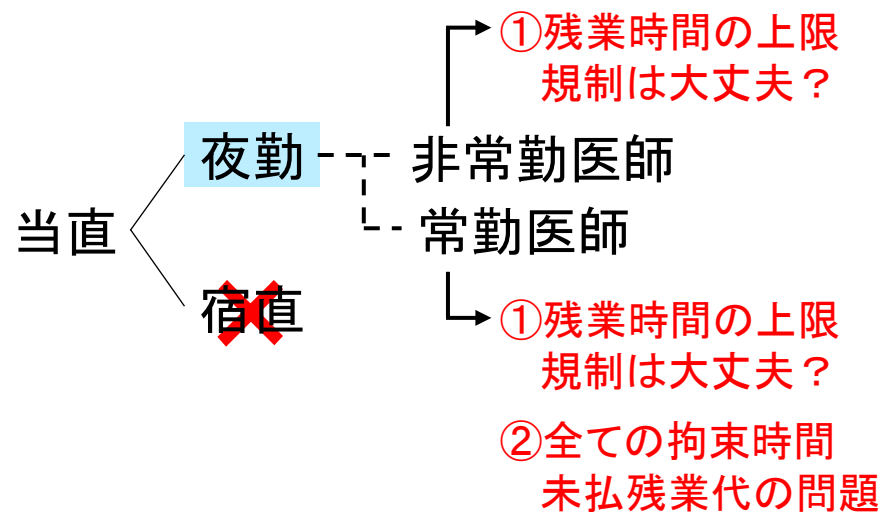 ①残業時間の上限
規制は大丈夫？
夜勤
非常勤医師
当直
常勤医師
宿直
①残業時間の上限
規制は大丈夫？
②全ての拘束時間
未払残業代の問題